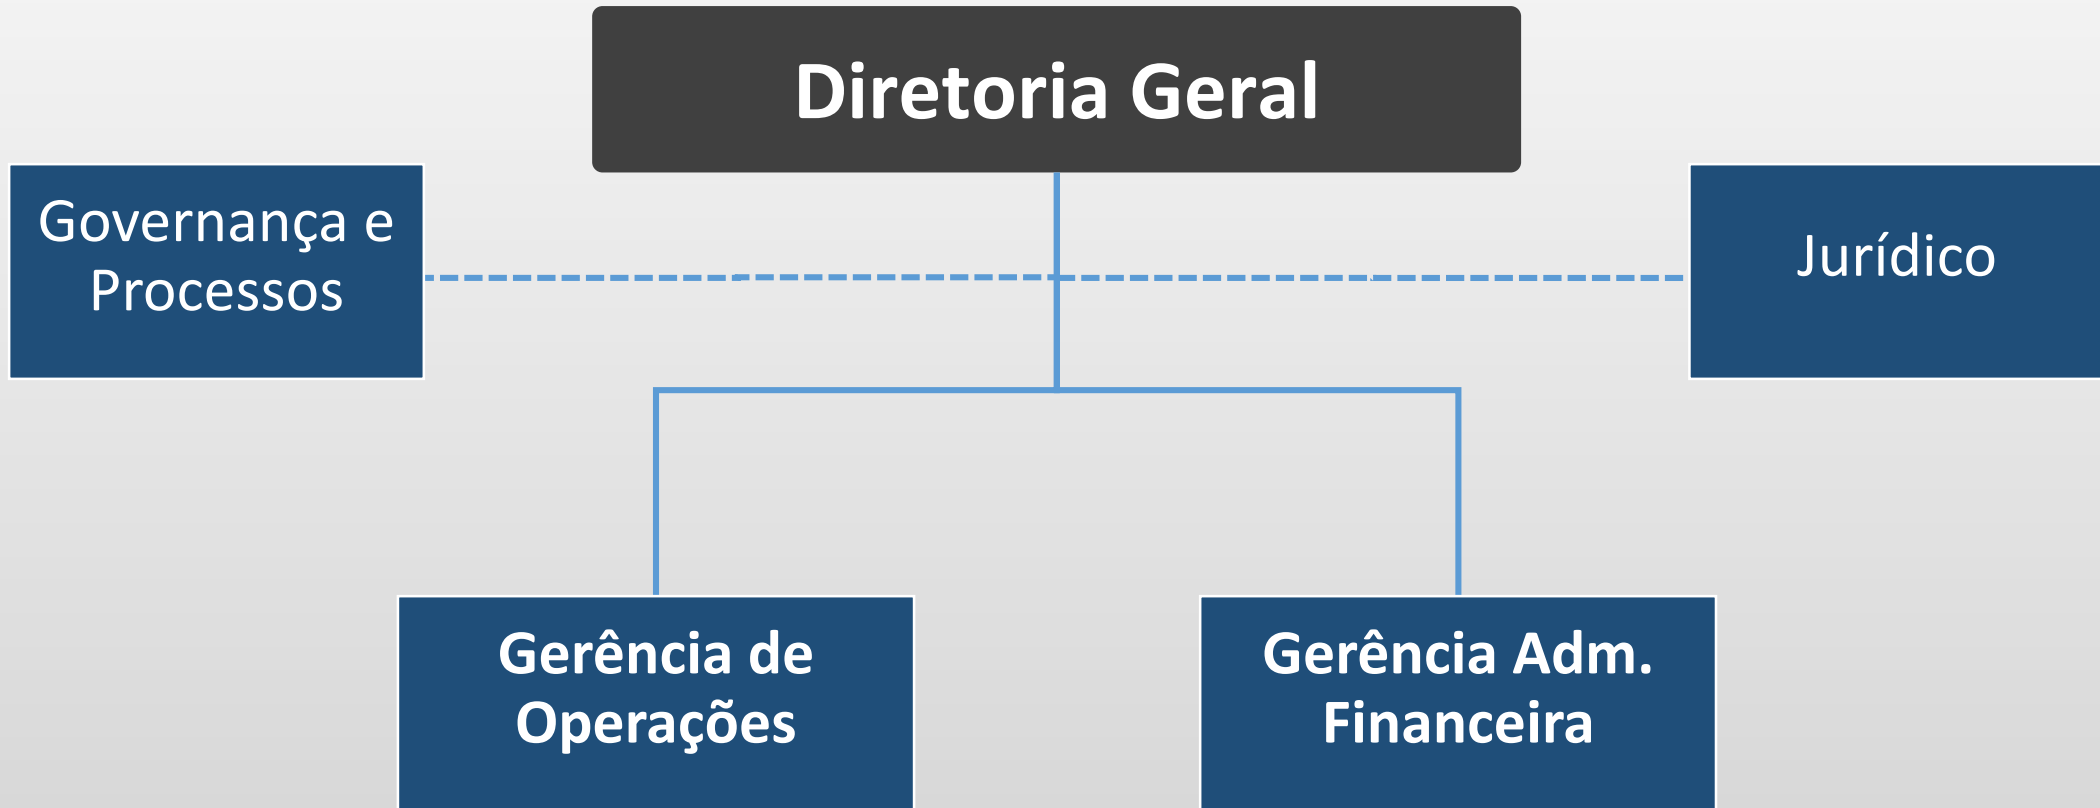 Diretoria Geral
Governança e
Processos
Jurídico
Gerência de
Operações
Gerência Adm.
Financeira